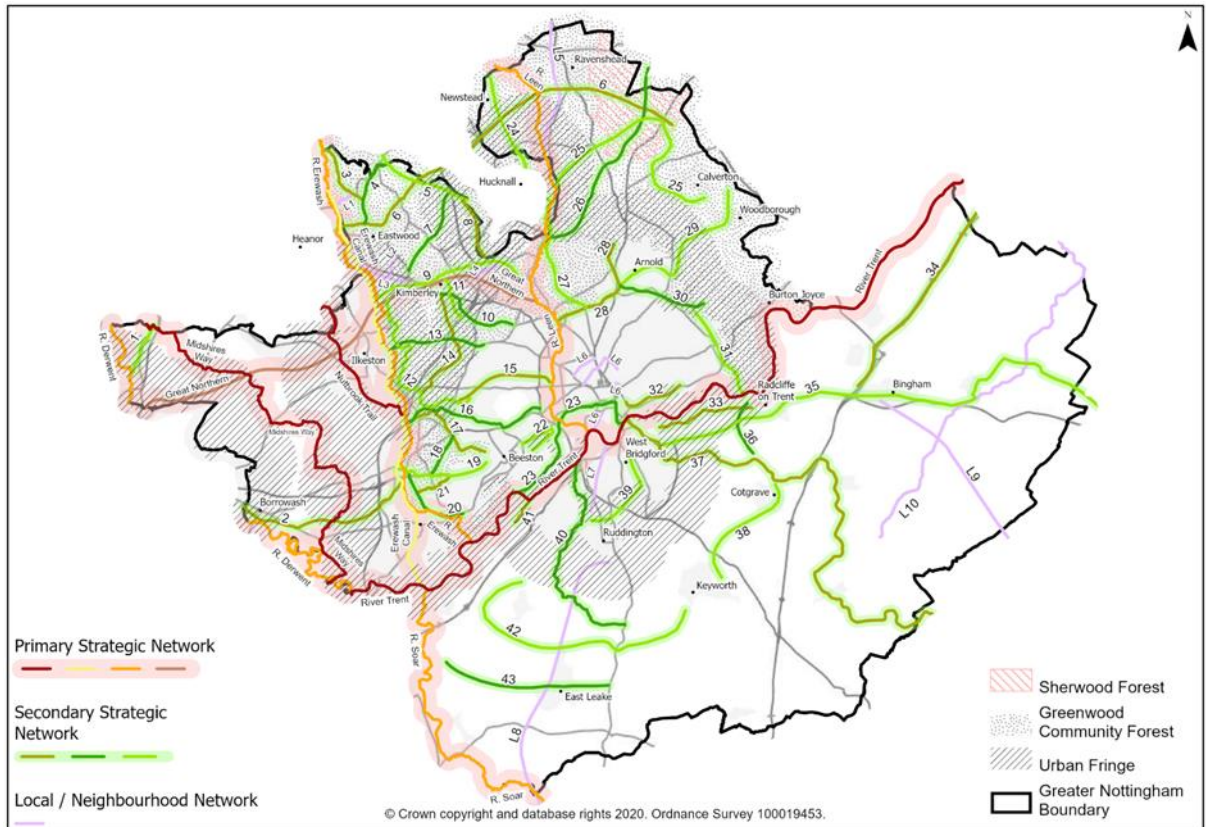 N
L5
Ravenshead
R. Leen
6
Newstead
24
25
Hucknall
26
Calverton
25
Woodborough
29
R.Erewash
3
4
5
L1
6
Eastwood
7
8
Heanor
Erewash Canal
L3
9
Kimberley
Great Northern
11
10
27
28
Arnold
28
30
31
Burton Joyce
River Trent
34
R. Derwent
1
Midshires Way
Great Northern
Ilkeston
Nutbrook Trail
Midshires Way
13
14
12
15
R. Leen
L6
L6
L6
L6
16
17
18
19
22
23
Beeston
32
33
Radcliffe on Trent
35
Bingham
36
West Bridgford
37
L7
39
Cotgrave
L9
L10
38
Borrowash
2
R. Derwent
Midshires Way
21
20
R. Erewash
Erewash Canal
23
River Trent
41
40
Ruddington
Keyworth
River Trent
R. Soar
42
43
East Leake
L8
R. Soar
Primary Strategic Network
Secondary Strategic
Network
Local / Neighbourhood Network
Sherwood Forest
Greenwood
Community Forest
Urban Fringe
Greater Nottingham
Boundary
© Crown copyright and database rights 2020. Ordnance Survey 100019453.